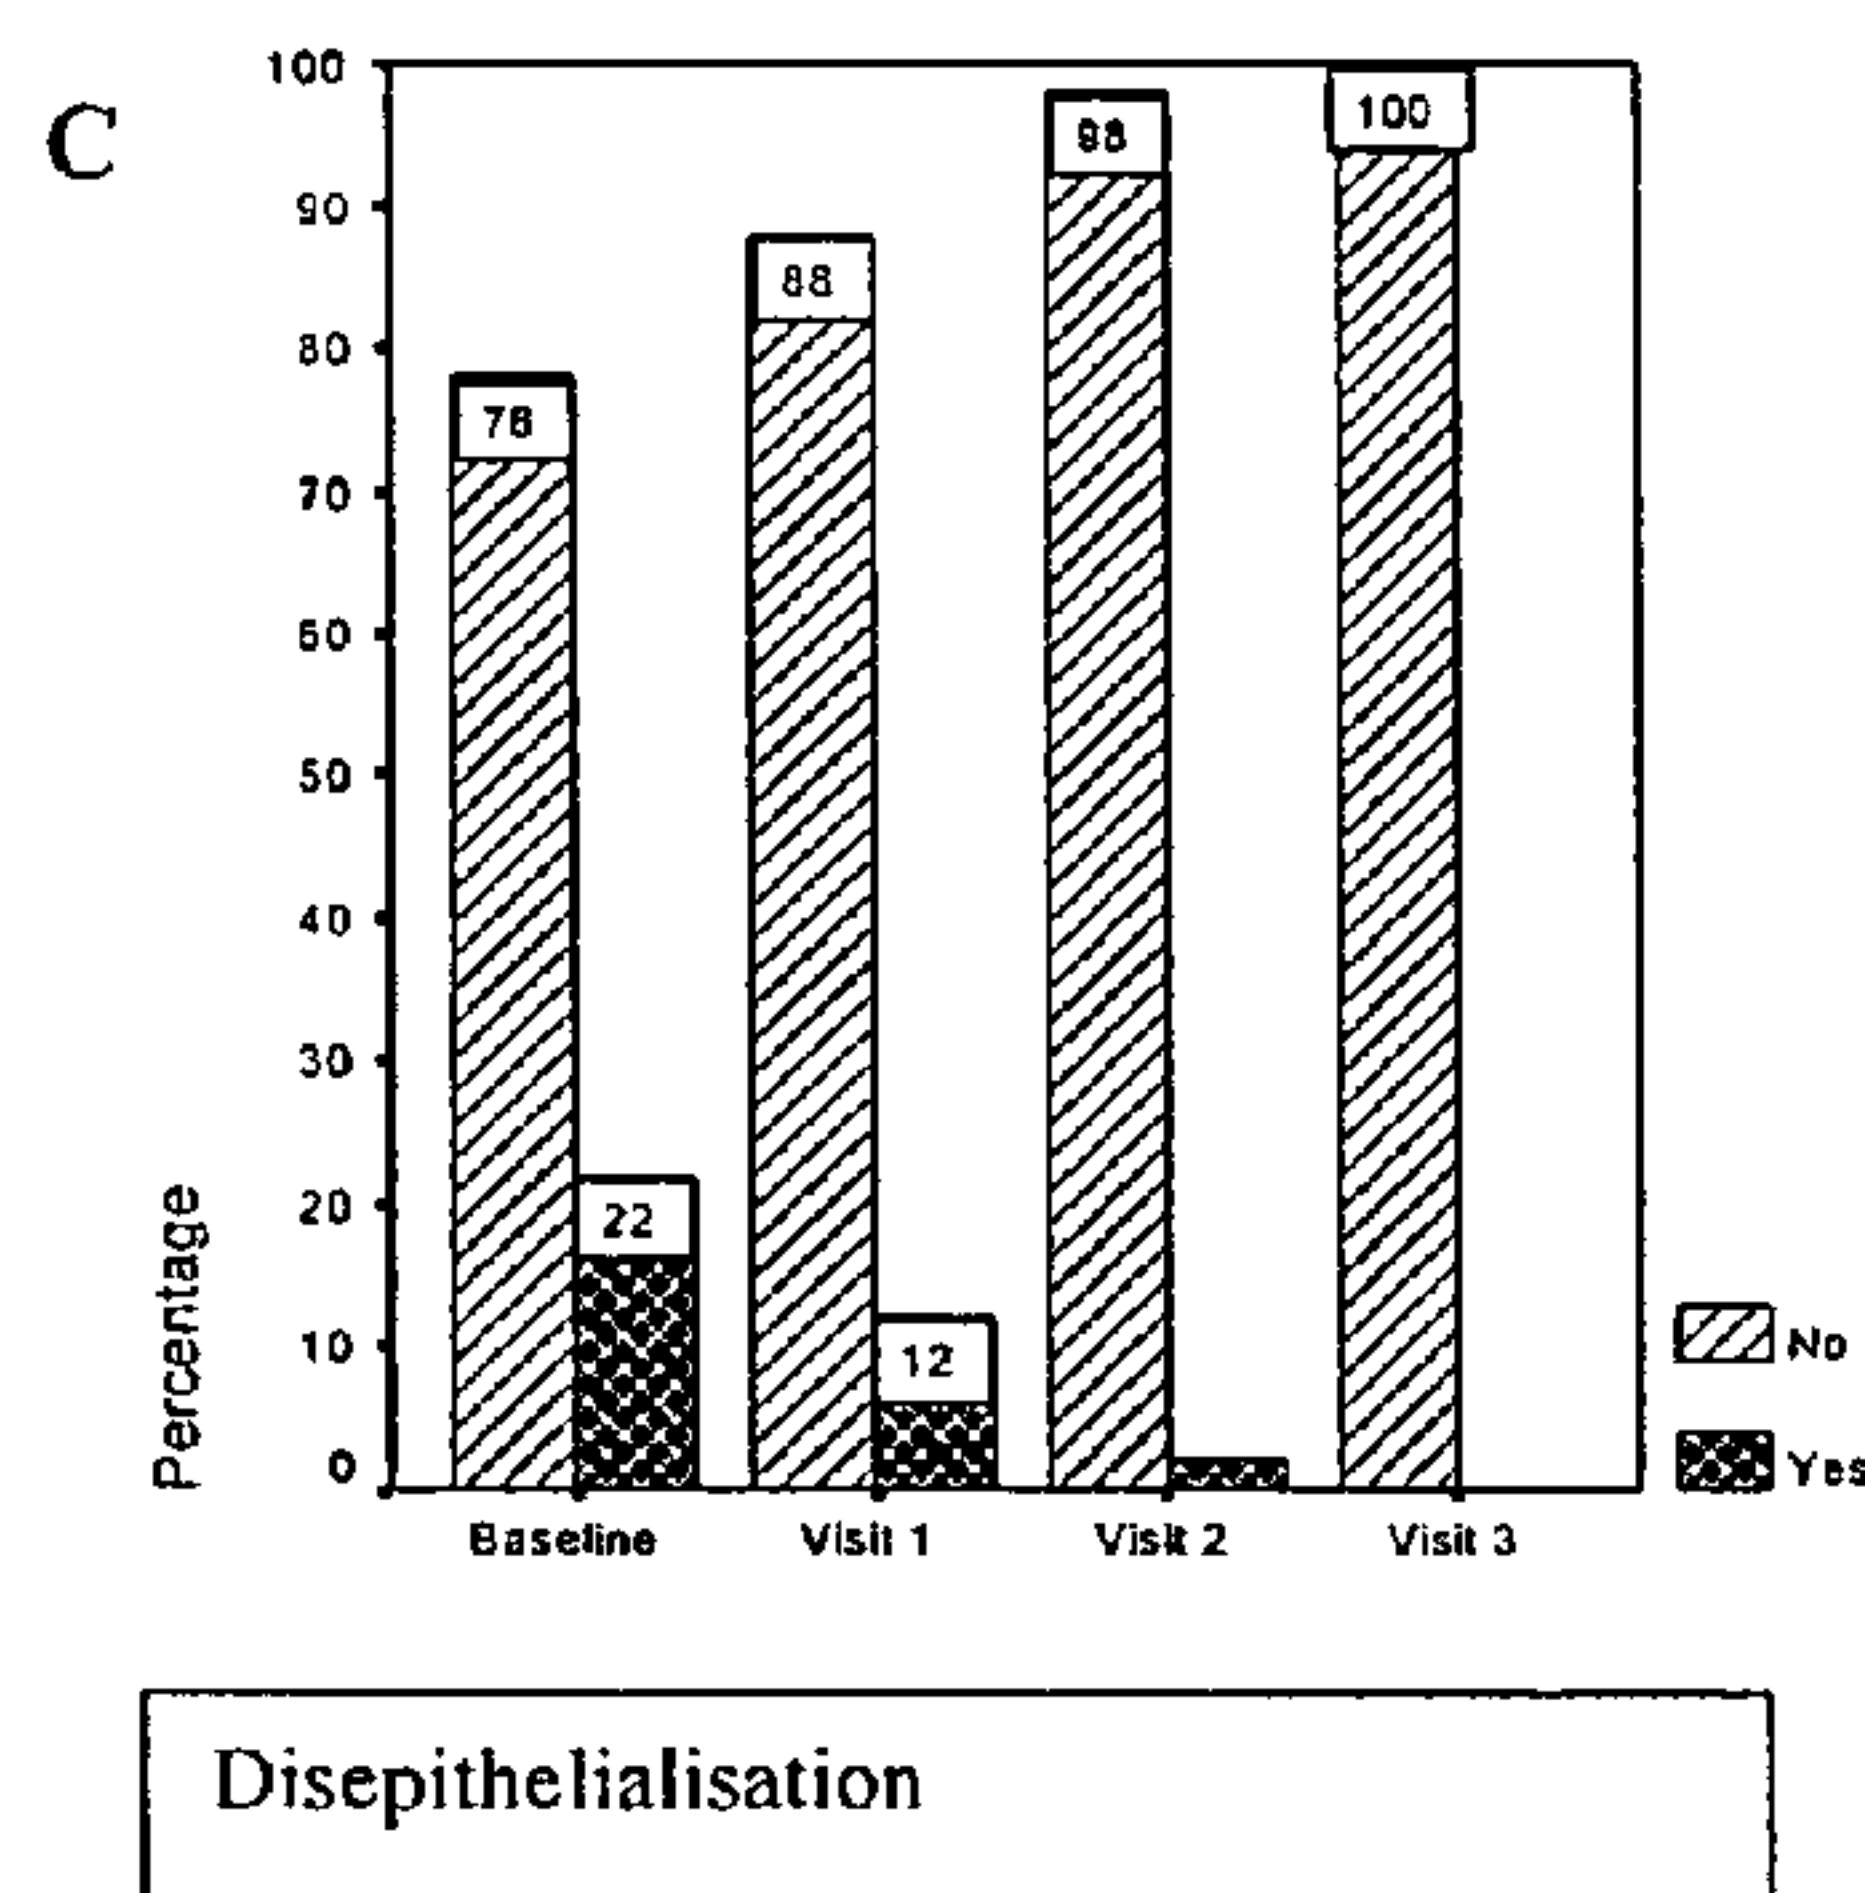 C
100
90
80
70
60
50
40
30
20
10
0
Percentage
78
22
88
12
98
100
Baseline
Visit 1
Visit 2
Visit 3
No
Yes
Disepithelialisation